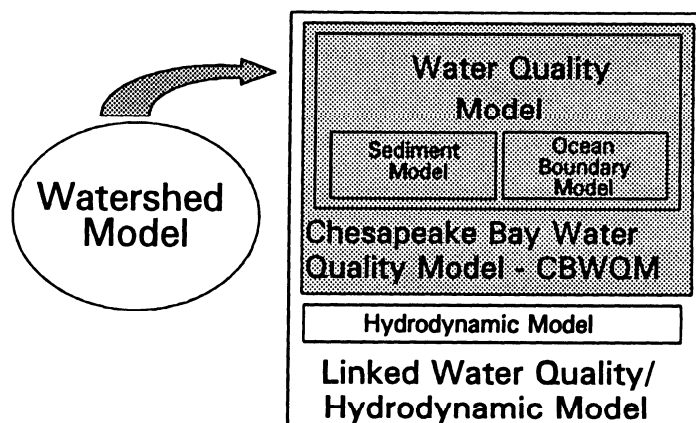 Watershed
Model
Water Quality
Model
Sediment
Model
Ocean
Boundary
Model
Chesapeake Bay Water
Quality Model - CBWQM
Hydrodynamic Model
Linked Water Quality/
Hydrodynamic Model